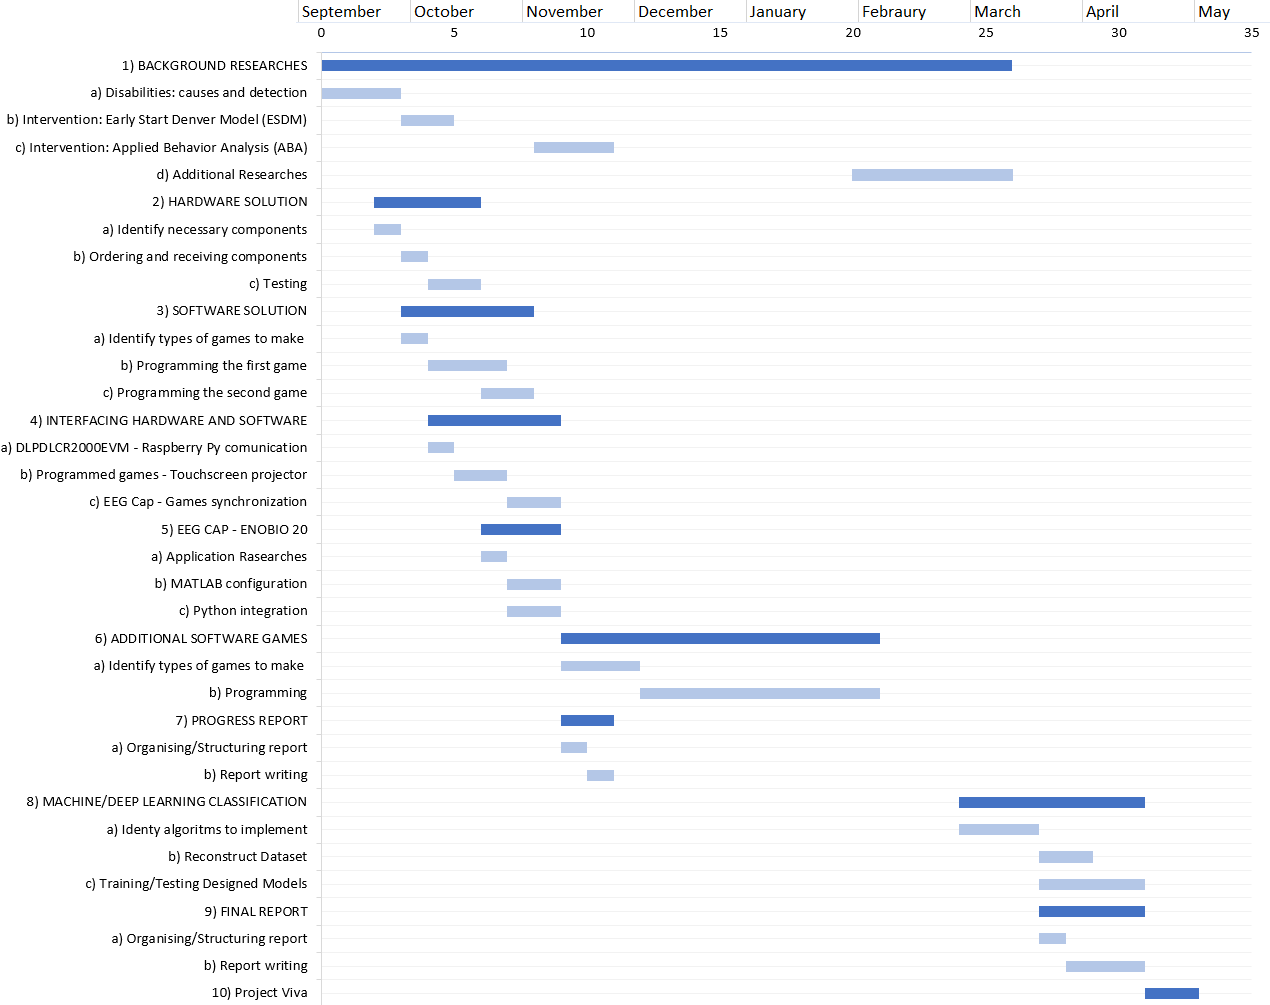 September October November December January Febraury March April May
0 5 10 15 20 25 30 35
1) BACKGROUND RESEARCHES
a) Disabilities: causes and detection
b) Intervention: Early Start Denver Model (ESDM)
c) Intervention: Applied Behavior Analysis (ABA)
d) Additional Researches
2) HARDWARE SOLUTION
a) Identify necessary components
b) Ordering and receiving components
c) Testing
3) SOFTWARE SOLUTION
a) Identify types of games to make
b) Programming the first game
c) Programming the second game
4) INTERFACING HARDWARE AND SOFTWARE
a) DLPDLCR2000EVM - Raspberry Py comunication
b) Programmed games - Touchscreen projector
c) EEG Cap - Games synchronization
5) EEG CAP - ENOBIO 20
a) Application Rasearches
b) MATLAB configuration
c) Python integration
6) ADDITIONAL SOFTWARE GAMES
a) Identify types of games to make
b) Programming
7) PROGRESS REPORT
a) Organising/Structuring report
b) Report writing
8) MACHINE/DEEP LEARNING CLASSIFICATION
a) Identy algoritms to implement
b) Reconstruct Dataset
c) Training/Testing Designed Models
9) FINAL REPORT
a) Organising/Structuring report
b) Report writing
10) Project Viva